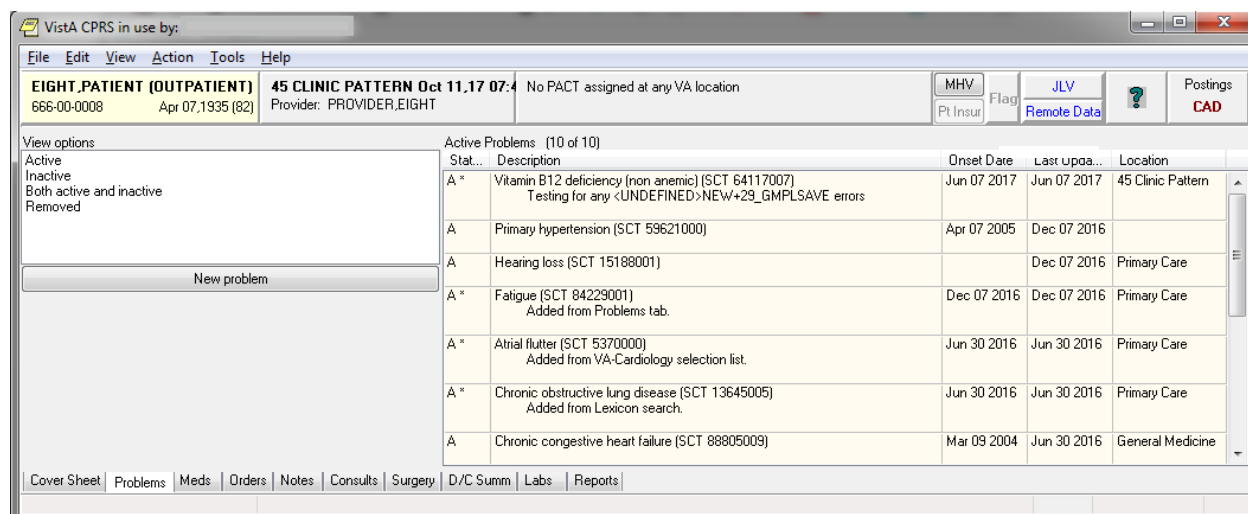 VistA CPRS in use by:
File Edit View Action Tools Help
EIGHT,PATIENT (OUTPATIENT)
666-00-0008 Apr 07,1935 (82)
45 CLINIC PATTERN Oct 11,17 07:4
Provider: PROVIDER,EIGHT
No PACT assigned at any VA location
MHV
Pt Insur
Flag
JLV
Remote Data
?
Postings
CAD
View options
Active
Inactive
Both active and inactive
Removed
New problem
Active Problems (10 of 10)
Stat... Description Onset Date Last Upda... Location
A * Vitamin B12 deficiency (non anemic) (SCT 64117007) Jun 07 2017 Jun 07 2017 45 Clinic Pattern
Testing for any <UNDEFINED>NEW+29_GMPLSAVE errors
A Primary hypertension (SCT 59621000) Apr 07 2005 Dec 07 2016
A Hearing loss (SCT 15188001) Dec 07 2016 Primary Care
A * Fatigue (SCT 84229001) Dec 07 2016 Dec 07 2016 Primary Care
Added from Problems tab.
A * Atrial flutter (SCT 5370000) Jun 30 2016 Jun 30 2016 Primary Care
Added from VA-Cardiology selection list.
A * Chronic obstructive lung disease (SCT 13645005) Jun 30 2016 Jun 30 2016 Primary Care
Added from Lexicon search.
A Chronic congestive heart failure (SCT 88805009) Mar 09 2004 Jun 30 2016 General Medicine
Cover Sheet Problems Meds Orders Notes Consults Surgery D/C Summ Labs Reports